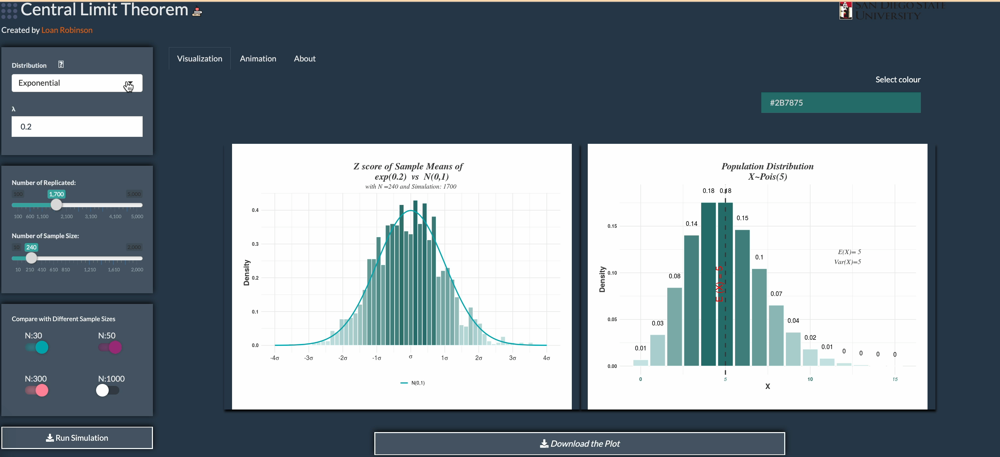 Central Limit Theorem
SAN DIEGO STATE
UNIVERSITY
Created by Loan Robinson
Distribution ?
Exponential
λ
0.2
Visualization Animation About
Select colour
#2B7875
Number of Replicated:
100 1,700 5,000
100 600 1,100 2,100 3,100 4,100 5,000
Number of Sample Size:
10 240 2,000
10 210 410 610 810 1,210 1,610 2,000
Compare with Different Sample Sizes
N:30 N:50
N:300 N:1000
Run Simulation
Z score of Sample Means of
exp(0.2) vs N(0,1)
with N =240 and Simulation: 1700
Density
0.4
0.3
0.2
0.1
0.0
-4σ -3σ -2σ -1σ σ 1σ 2σ 3σ 4σ
N(0,1)
Population Distribution
X~Pois(5)
Density
0.15
0.10
0.05
0.00
0.01 0.03 0.08 0.14 0.18 0.18 0.15 0.1 0.07 0.04 0.02 0.01 0 0 0 0
E(X) = 5
E(X)= 5
Var(X)=5
0 5 10 15
X
Download the Plot